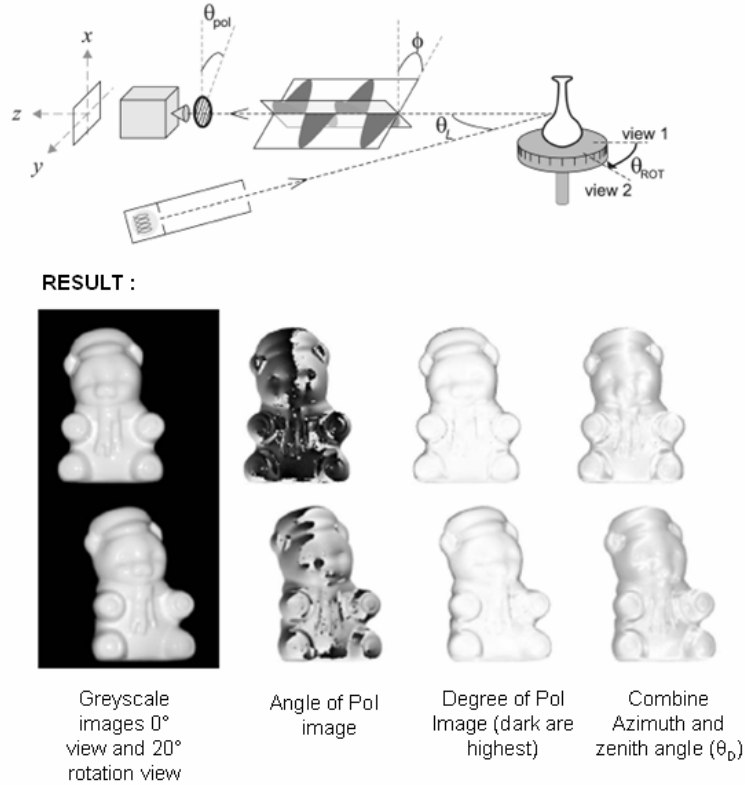 θpol
ϕ
x
z
y
θL
view 1
θROT
view 2
RESULT :
Greyscale
images 0°
view and 20°
rotation view
Angle of Pol
image
Degree of Pol
Image (dark are
highest)
Combine
Azimuth and
zenith angle (θD)